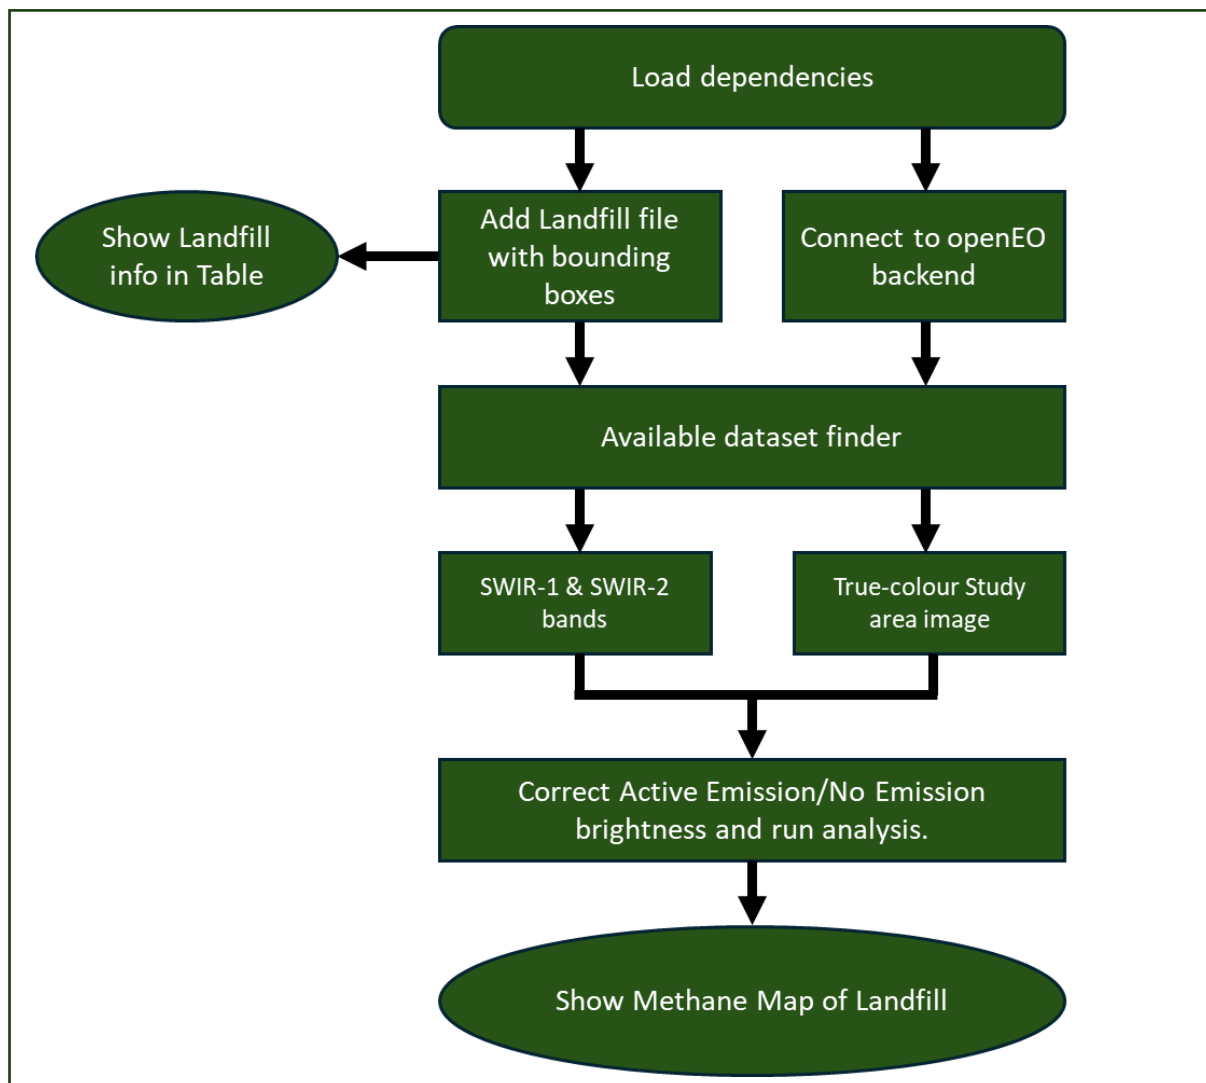 Load dependencies
Show Landfill
info in Table
Add Landfill file
with bounding
boxes
Connect to openEO
backend
Available dataset finder
SWIR-1 & SWIR-2
bands
True-colour Study
area image
Correct Active Emission/No Emission
brightness and run analysis.
Show Methane Map of Landfill